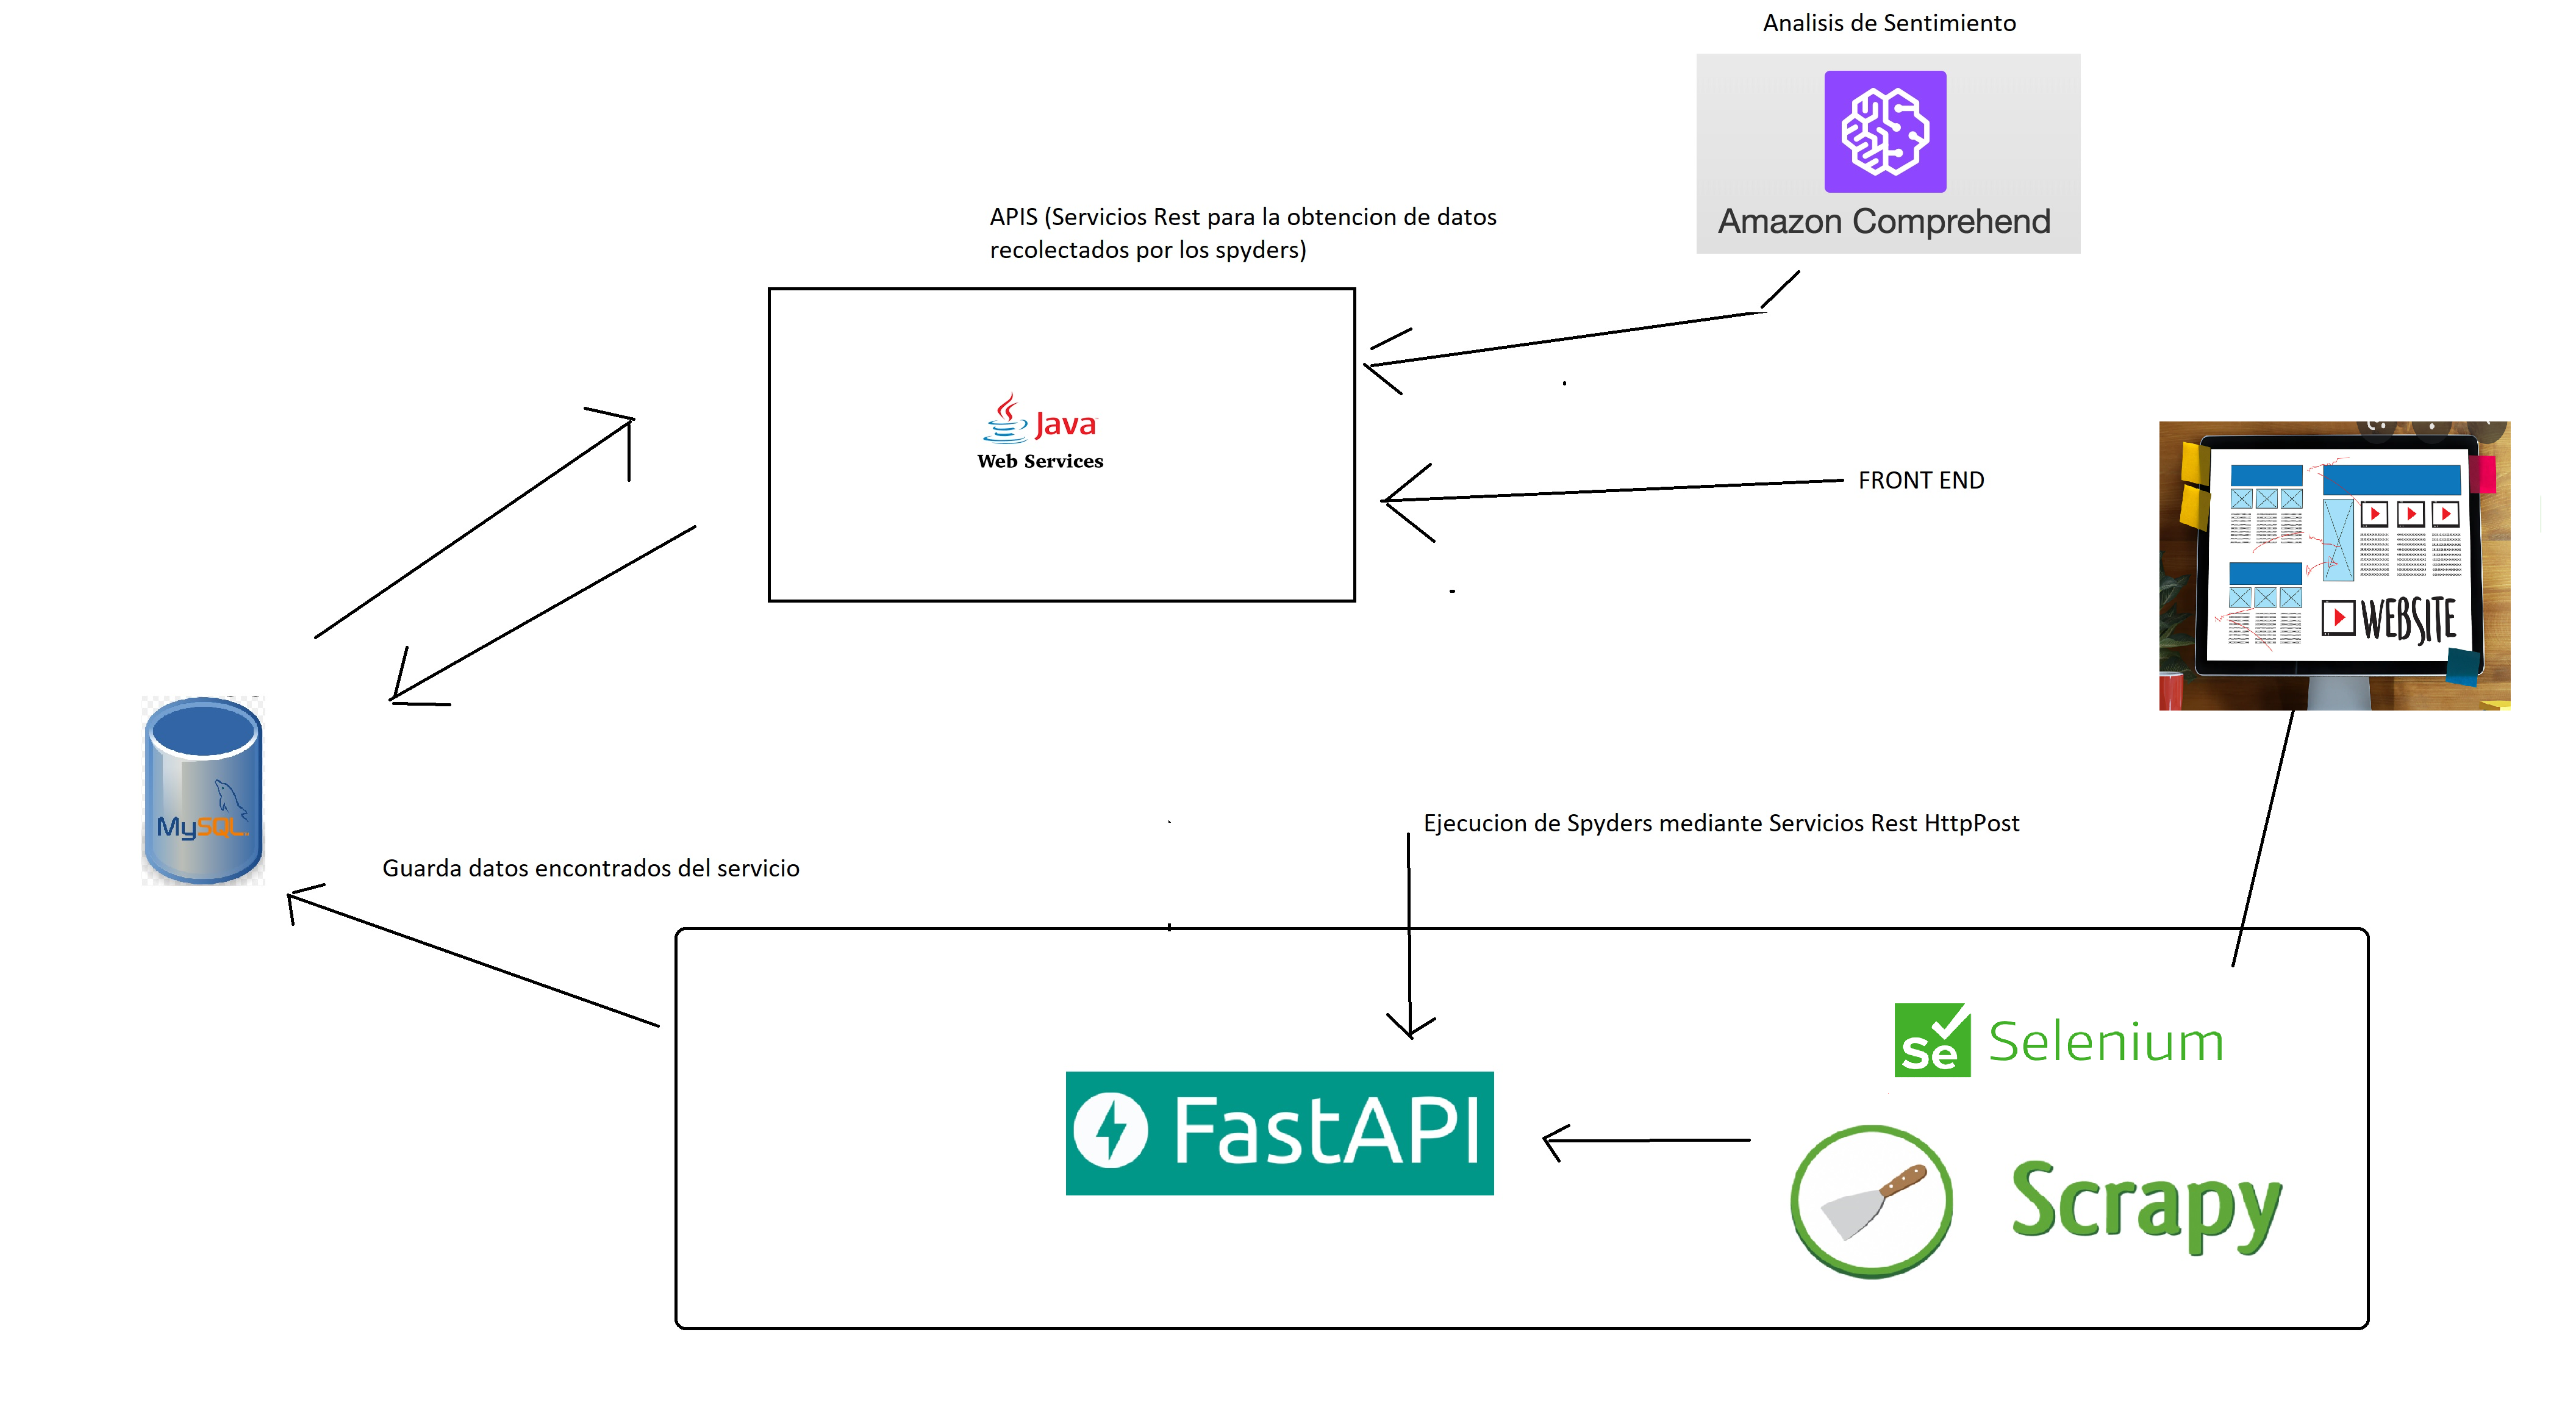 Analisis de Sentimiento
Amazon Comprehend
APIS (Servicios Rest para la obtencion de datos
recolectados por los spyders)
Java
Web Services
FRONT END
WEBSITE
MySQL
Ejecucion de Spyders mediante Servicios Rest HttpPost
Guarda datos encontrados del servicio
Se Selenium
FastAPI
Scrapy